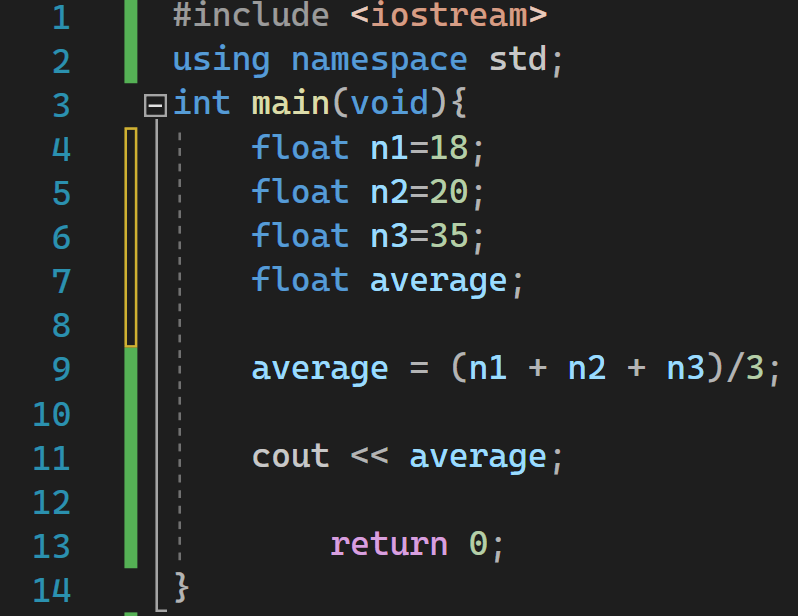 1 #include <iostream>
2 using namespace std;
3 int main(void){
4 float n1=18;
5 float n2=20;
6 float n3=35;
7 float average;
8
9 average = (n1 + n2 + n3)/3;
10
11 cout << average;
12
13 return 0;
14 }